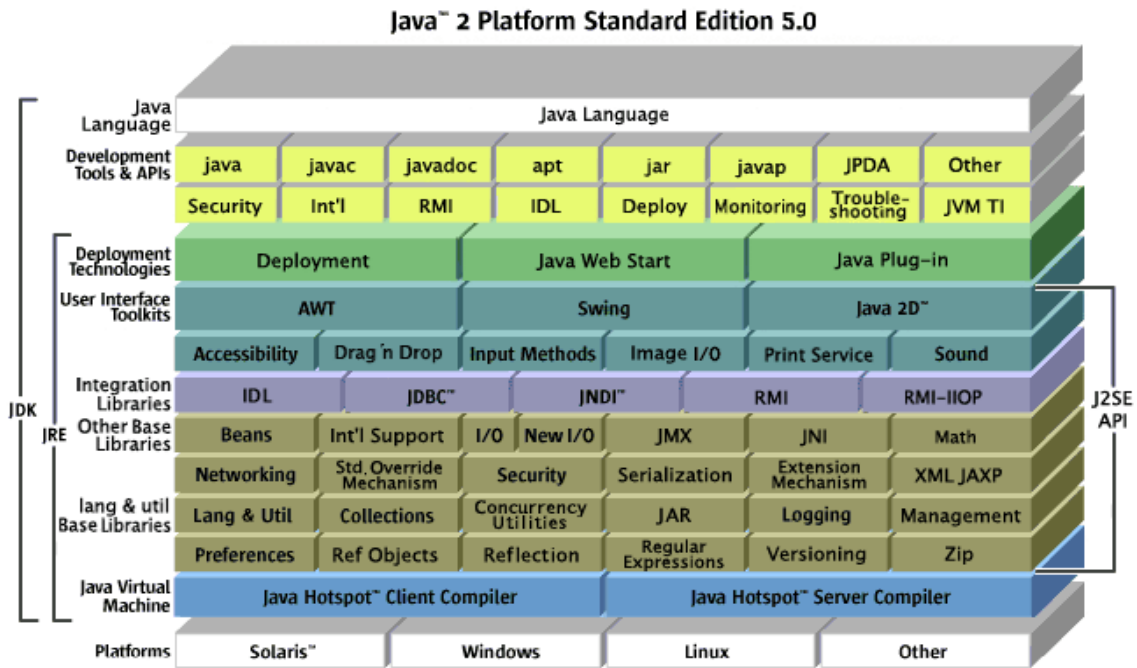 Java™ 2 Platform Standard Edition 5.0
Java
Language
Java Language
Development
Tools & APIs
java javac javadoc apt jar javap JPDA Other
Security Int'l RMI IDL Deploy Monitoring Trouble-
shooting JVM TI
Deployment
Technologies
Deployment Java Web Start Java Plug-in
User Interface
Toolkits
AWT Swing Java 2D™
Accessibility Drag 'n Drop Input Methods Image I/O Print Service Sound
Integration
Libraries
IDL JDBC™ JNDI™ RMI RMI-IIOP
JDK
JRE
J2SE
API
Other Base
Libraries
Beans Int'l Support I/O New I/O JMX JNI Math
Networking Std. Override
Mechanism Security Serialization Extension
Mechanism XML JAXP
lang & util
Base Libraries
Lang & Util Collections Concurrency
Utilities JAR Logging Management
Preferences Ref Objects Reflection Regular
Expressions Versioning Zip
Java Virtual
Machine
Java Hotspot™ Client Compiler Java Hotspot™ Server Compiler
Platforms
Solaris™ Windows Linux Other